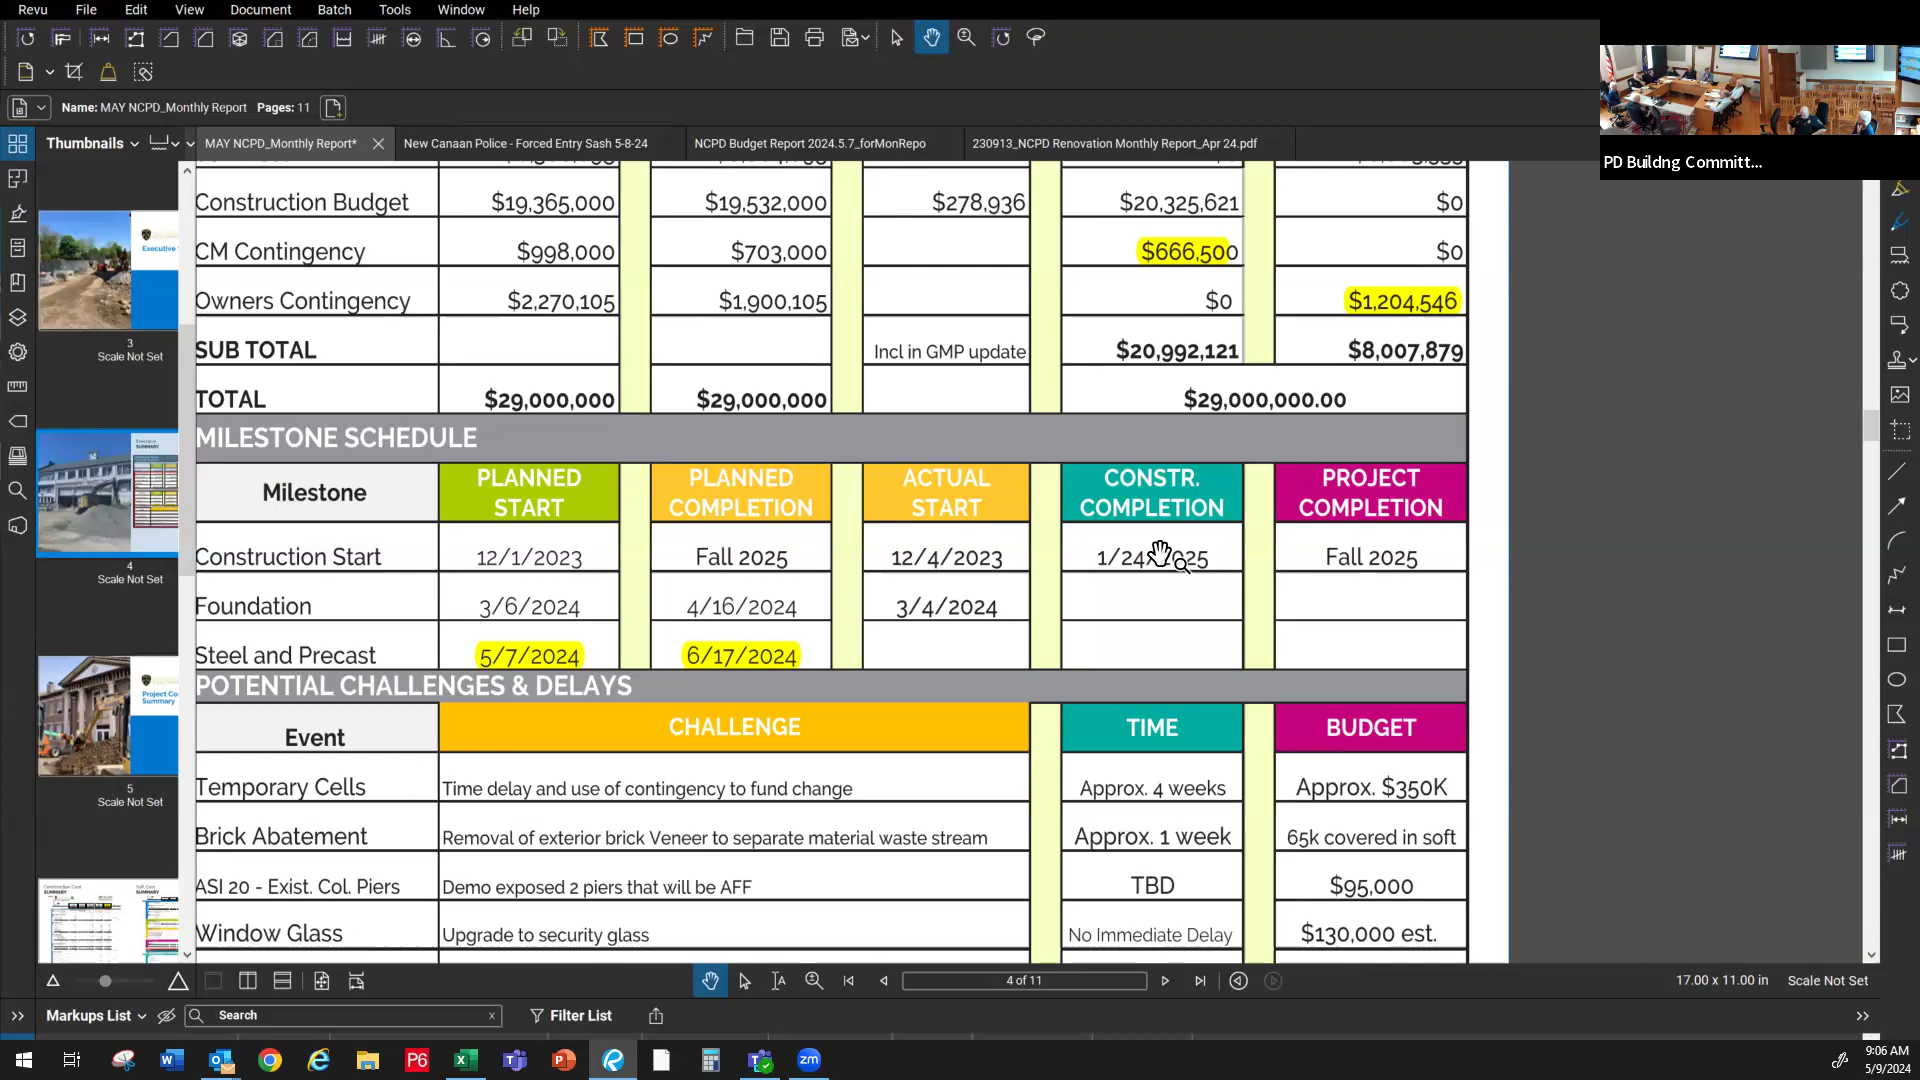 Revu File Edit View Document Batch Tools Window Help
Name: MAY NCPD_Monthly Report Pages: 11
PD Buildng Committ...
Thumbnails
MAY NCPD_Monthly Report*
New Canaan Police - Forced Entry Sash 5-8-24
NCPD Budget Report 2024.5.7_forMonRepo
230913_NCPD Renovation Monthly Report_Apr 24.pdf
Construction Budget $19,365,000 $19,532,000 $278,936 $20,325,621 $0
CM Contingency $998,000 $703,000 $666,500 $0
Owners Contingency $2,270,105 $1,900,105 $0 $1,204,546
SUB TOTAL Incl in GMP update $20,992,121 $8,007,879
TOTAL $29,000,000 $29,000,000 $29,000,000.00
MILESTONE SCHEDULE
Milestone PLANNED START PLANNED COMPLETION ACTUAL START CONSTR. COMPLETION PROJECT COMPLETION
Construction Start 12/1/2023 Fall 2025 12/4/2023 1/24/2025 Fall 2025
Foundation 3/6/2024 4/16/2024 3/4/2024
Steel and Precast 5/7/2024 6/17/2024
POTENTIAL CHALLENGES & DELAYS
Event CHALLENGE TIME BUDGET
Temporary Cells Time delay and use of contingency to fund change Approx. 4 weeks Approx. $350K
Brick Abatement Removal of exterior brick Veneer to separate material waste stream Approx. 1 week 65k covered in soft
ASI 20 - Exist. Col. Piers Demo exposed 2 piers that will be AFF TBD $95,000
Window Glass Upgrade to security glass No Immediate Delay $130,000 est.
3
Scale Not Set
Executive
SUMMARY
4
Scale Not Set
Project Co
Summary
5
Scale Not Set
SUMMARY
4 of 11
17.00 x 11.00 in Scale Not Set
Markups List Search x Filter List
P6
zm
9:06 AM
5/9/2024